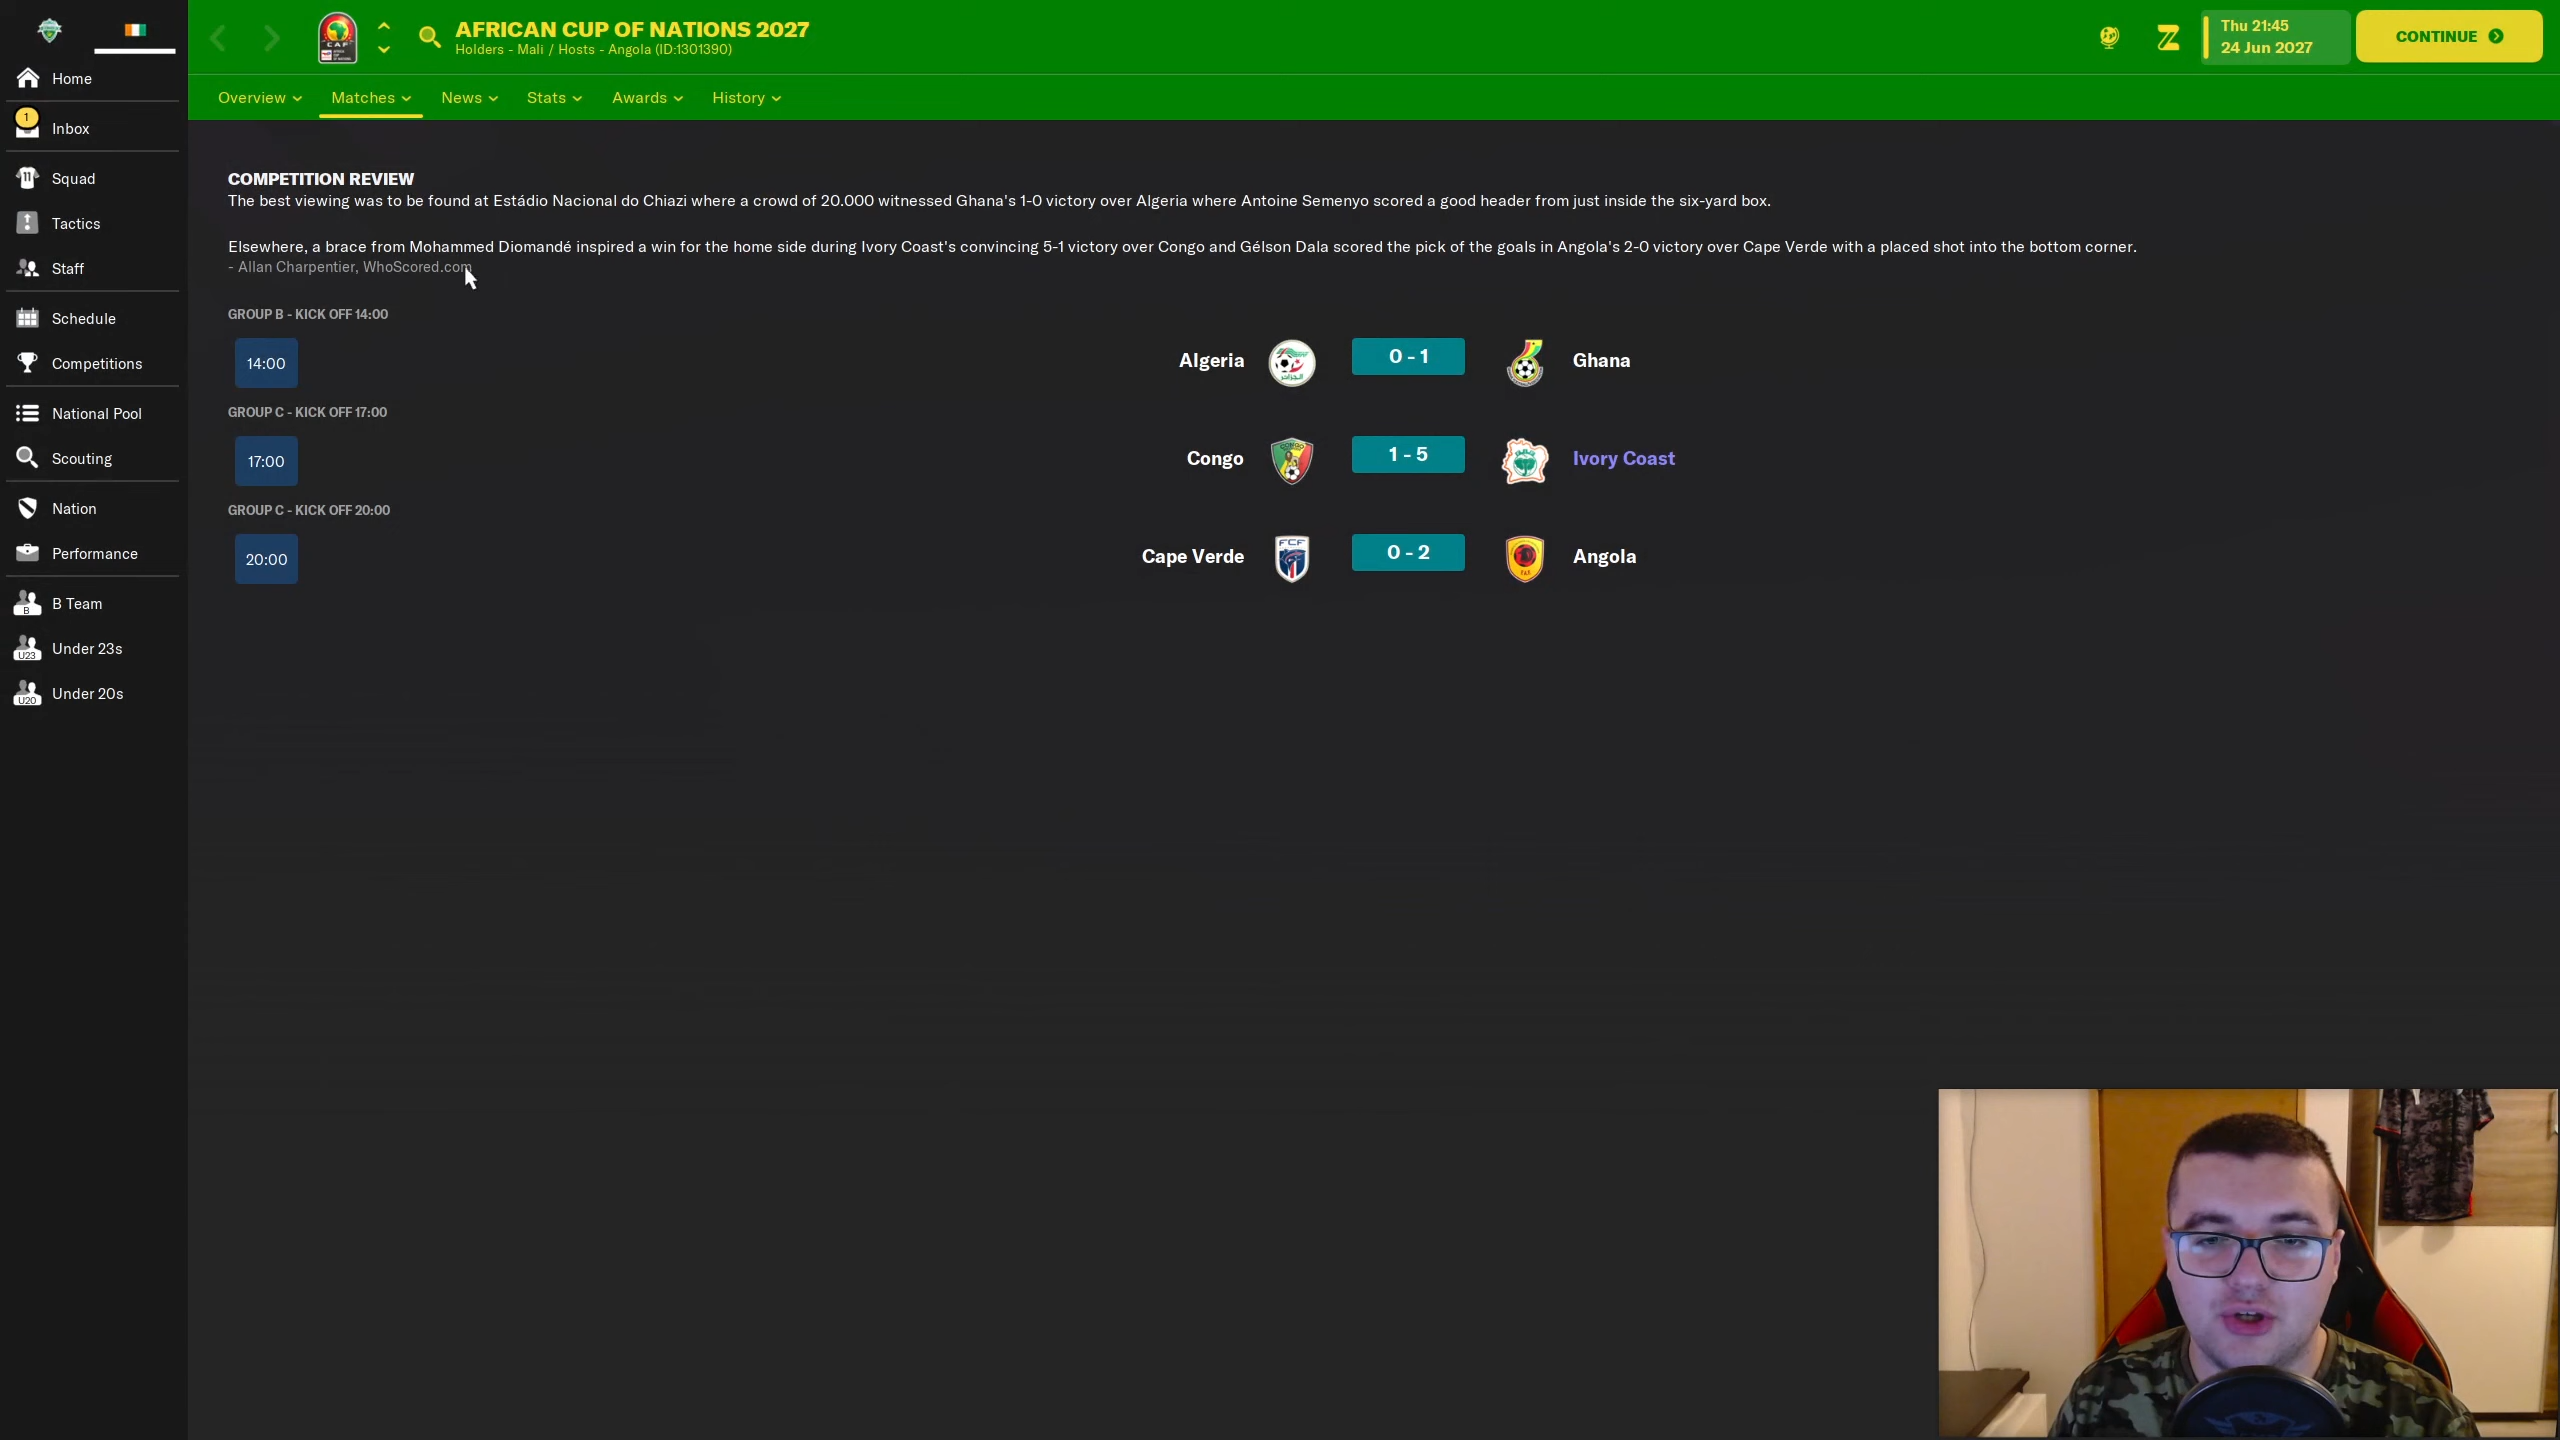 AFRICAN CUP OF NATIONS 2027
Holders - Mali / Hosts - Angola (ID:1301390)
Thu 21:45
24 Jun 2027
CONTINUE
Overview
Matches
News
Stats
Awards
History
Home
1
Inbox
Squad
Tactics
Staff
Schedule
Competitions
National Pool
Scouting
Nation
Performance
B
B Team
U23
Under 23s
U20
Under 20s
COMPETITION REVIEW
The best viewing was to be found at Estádio Nacional do Chiazi where a crowd of 20.000 witnessed Ghana's 1-0 victory over Algeria where Antoine Semenyo scored a good header from just inside the six-yard box.
Elsewhere, a brace from Mohammed Diomandé inspired a win for the home side during Ivory Coast's convincing 5-1 victory over Congo and Gélson Dala scored the pick of the goals in Angola's 2-0 victory over Cape Verde with a placed shot into the bottom corner.
- Allan Charpentier, WhoScored.com
GROUP B - KICK OFF 14:00
14:00 Algeria 0 - 1 Ghana
GROUP C - KICK OFF 17:00
17:00 Congo 1 - 5 Ivory Coast
GROUP C - KICK OFF 20:00
20:00 Cape Verde FCF 0 - 2 Angola